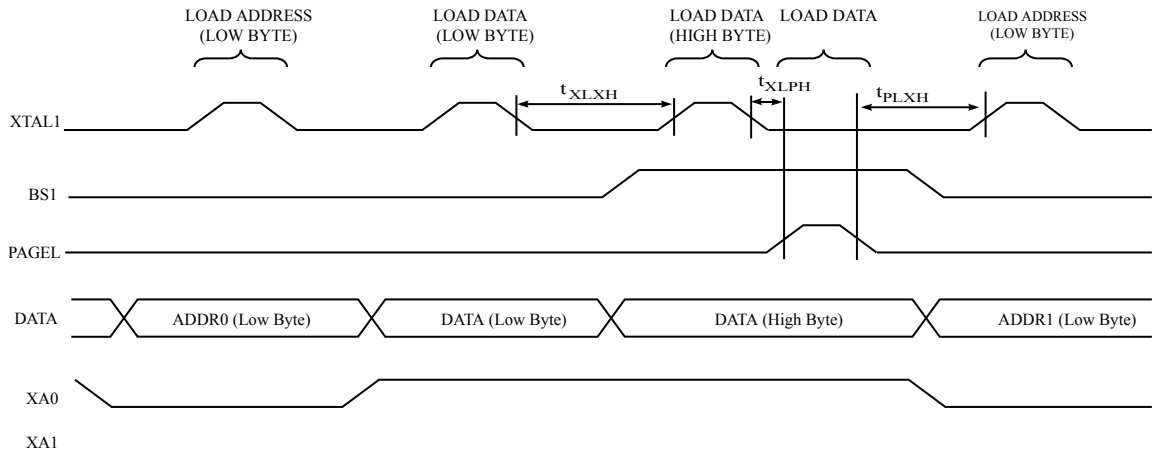 LOAD ADDRESS
(LOW BYTE)
LOAD DATA
(LOW BYTE)
LOAD DATA
(HIGH BYTE)
LOAD DATA
LOAD ADDRESS
(LOW BYTE)
XTAL1
t XLXH
tXLPH
tPLXH
BS1
PAGEL
DATA
ADDR0 (Low Byte)
DATA (Low Byte)
DATA (High Byte)
ADDR1 (Low Byte)
XA0
XA1